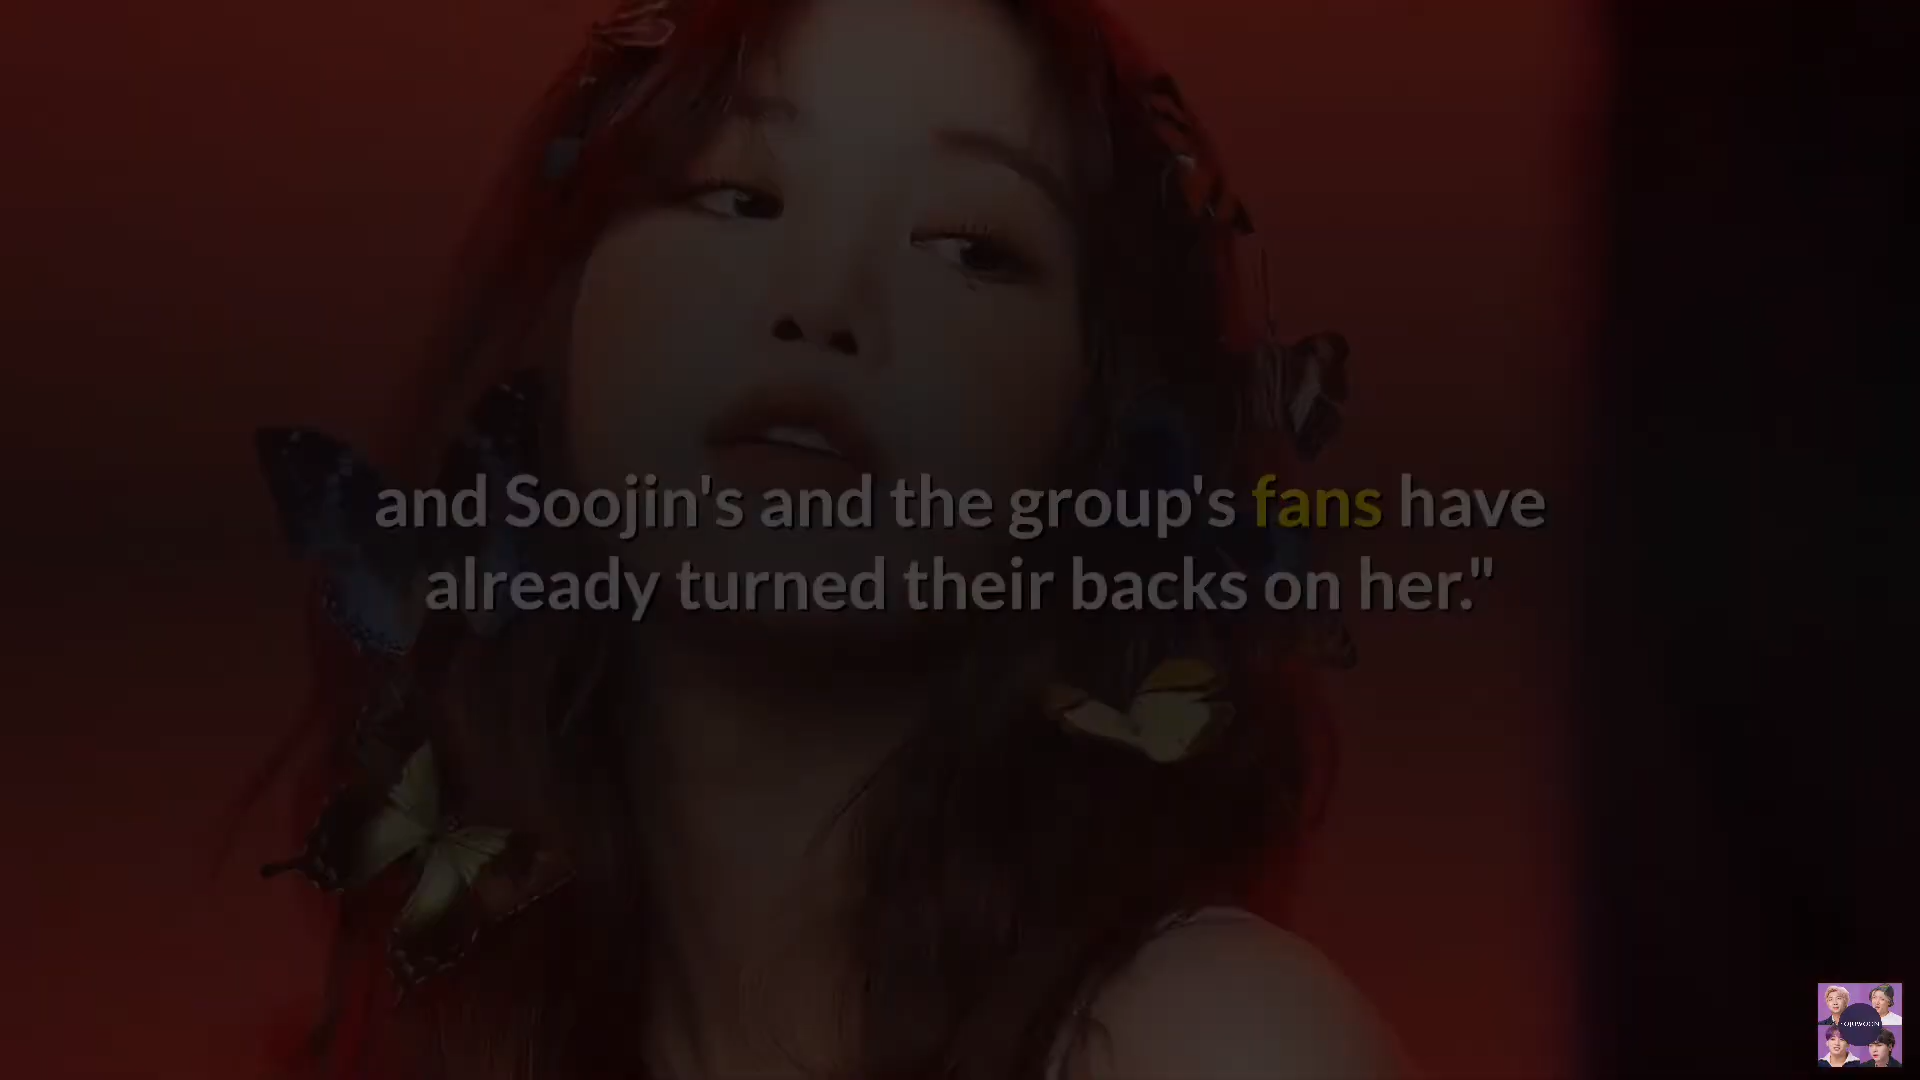 and Soojin's and the group's fans have
already turned their backs on her."